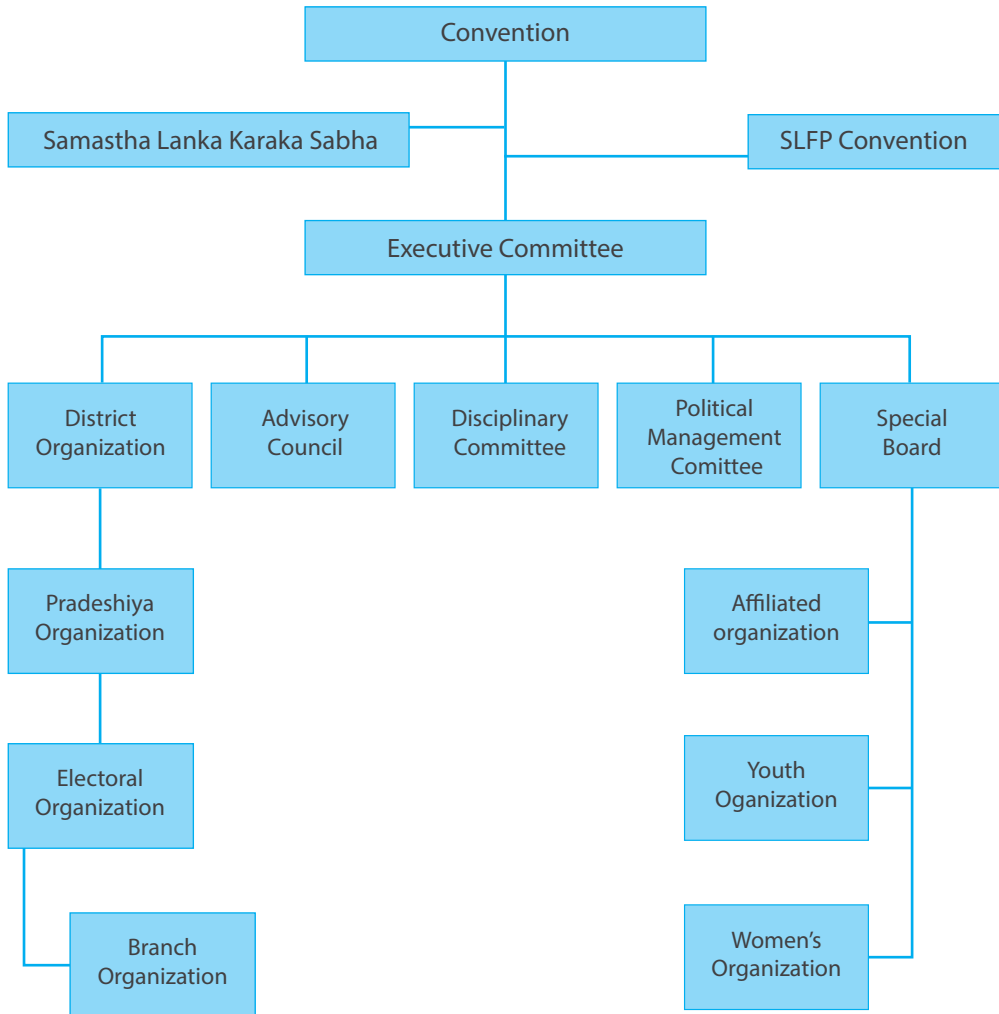 Convention
Samastha Lanka Karaka Sabha
SLFP Convention
Executive Committee
District
Organization
Advisory
Council
Disciplinary
Committee
Political
Management
Comittee
Special
Board
Pradeshiya
Organization
Affiliated
organization
Electoral
Organization
Youth
Oganization
Branch
Organization
Women's
Organization